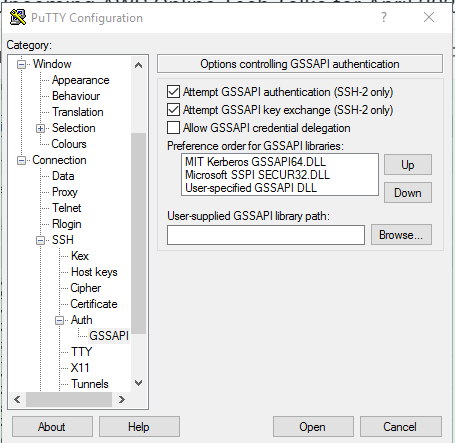 PuTTY Configuration
?
Category:
Window
Appearance
Behaviour
Translation
Selection
Colours
Connection
Data
Proxy
Telnet
Rlogin
SSH
Kex
Host keys
Cipher
Certificate
Auth
GSSAPI
TTY
X11
Tunnels
Options controlling GSSAPI authentication
Attempt GSSAPI authentication (SSH-2 only)
Attempt GSSAPI key exchange (SSH-2 only)
Allow GSSAPI credential delegation
Preference order for GSSAPI libraries:
MIT Kerberos GSSAPI64.DLL
Microsoft SSPI SECUR32.DLL
User-specified GSSAPI DLL
Up
Down
User-supplied GSSAPI library path:
Browse...
About
Help
Open
Cancel